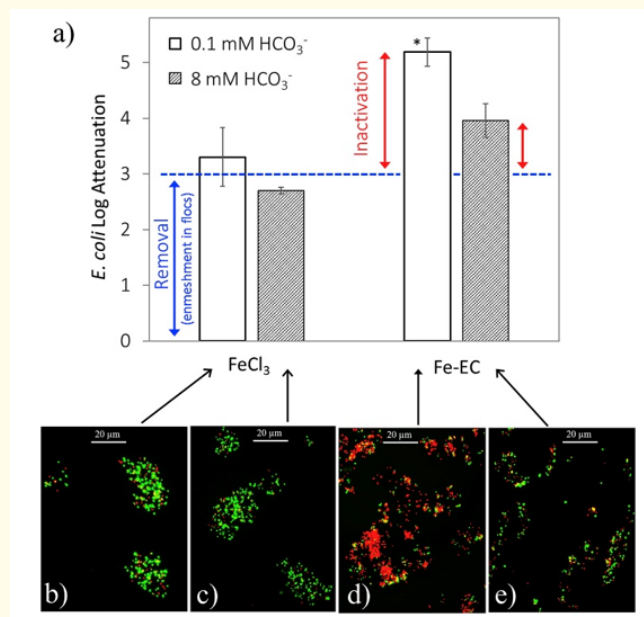 a)
0.1 mM HCO₃⁻
8 mM HCO₃⁻
E. coli Log Attenuation
5
4
3
2
1
0
*
Inactivation
Removal
(enmeshment in flocs)
FeCl₃
Fe-EC
20 µm
20 µm
20 µm
20 µm
b)
c)
d)
e)